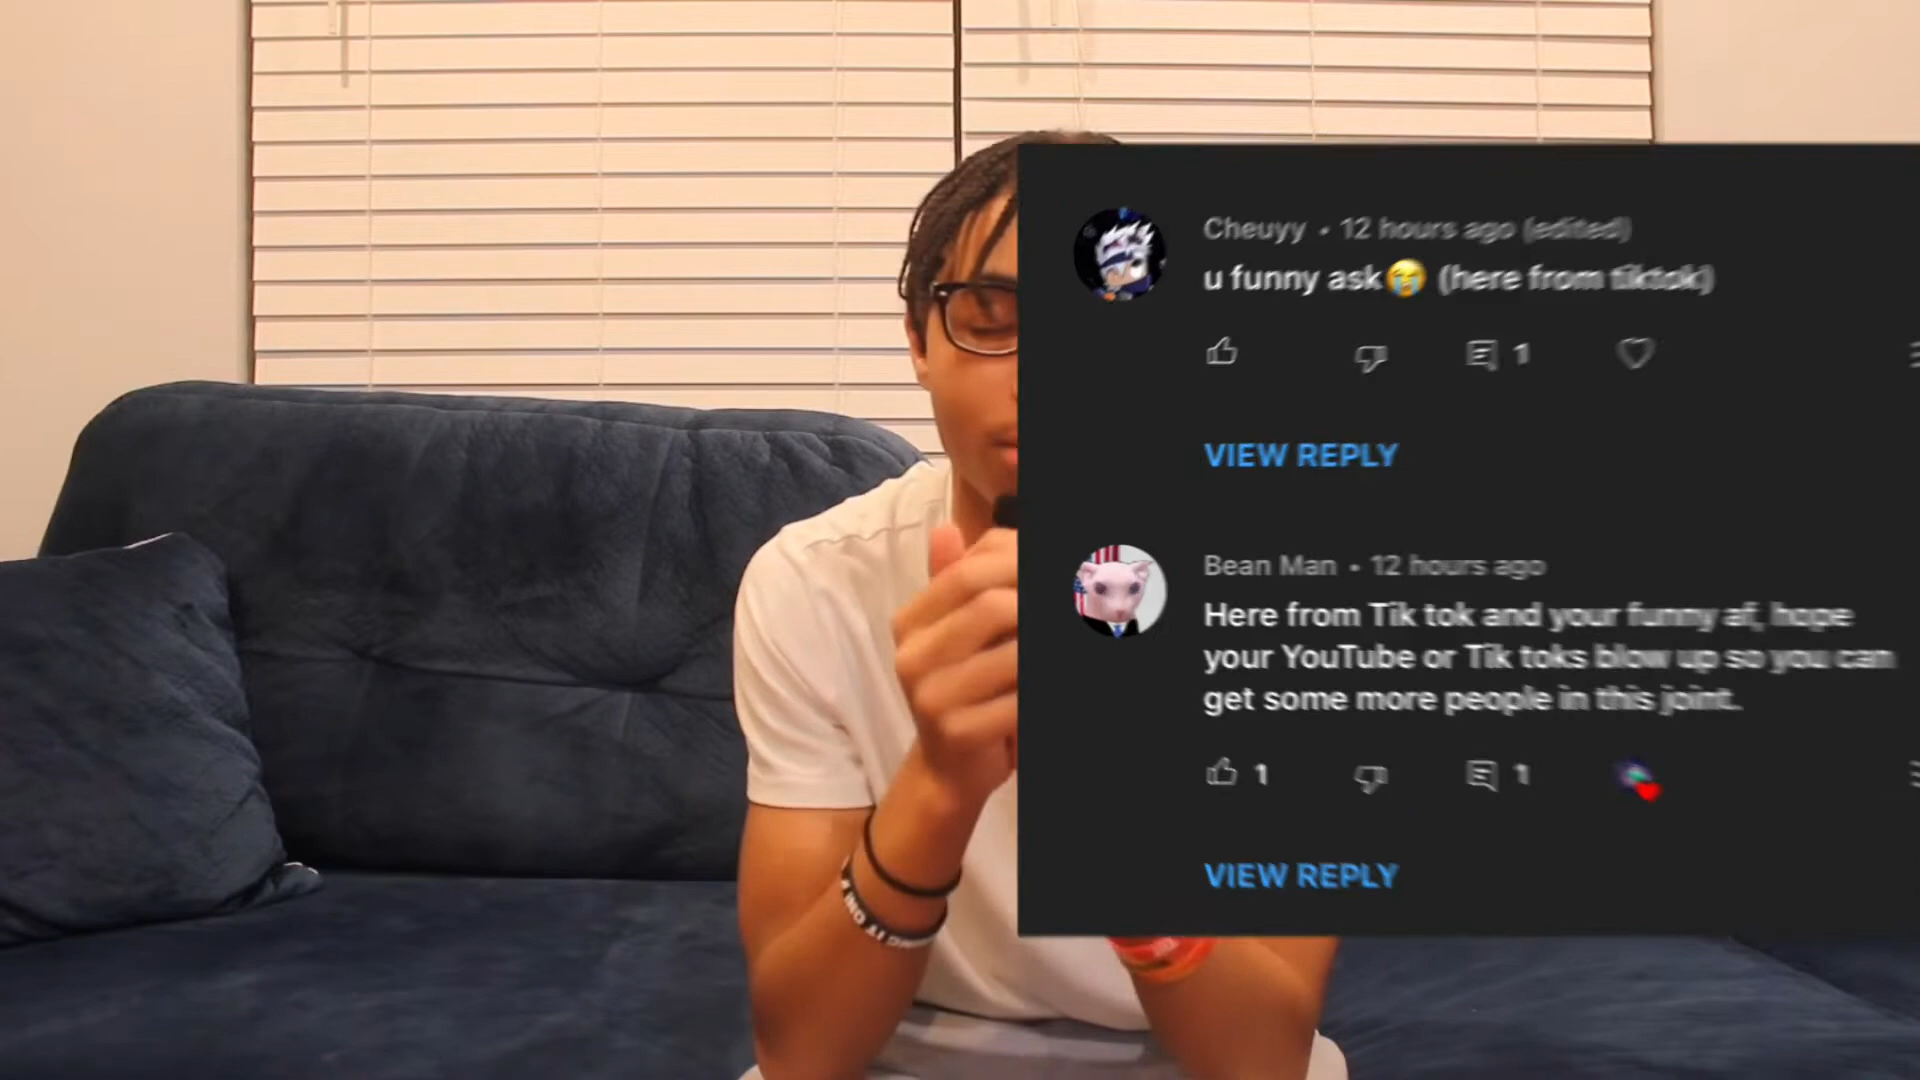 Cheuyy • 12 hours ago (edited)
u funny ask😭 (here from tiktok)
1
VIEW REPLY
Bean Man • 12 hours ago
Here from Tik tok and your funny af, hope
your YouTube or Tik toks blow up so you can
get some more people in this joint.
1 1
VIEW REPLY